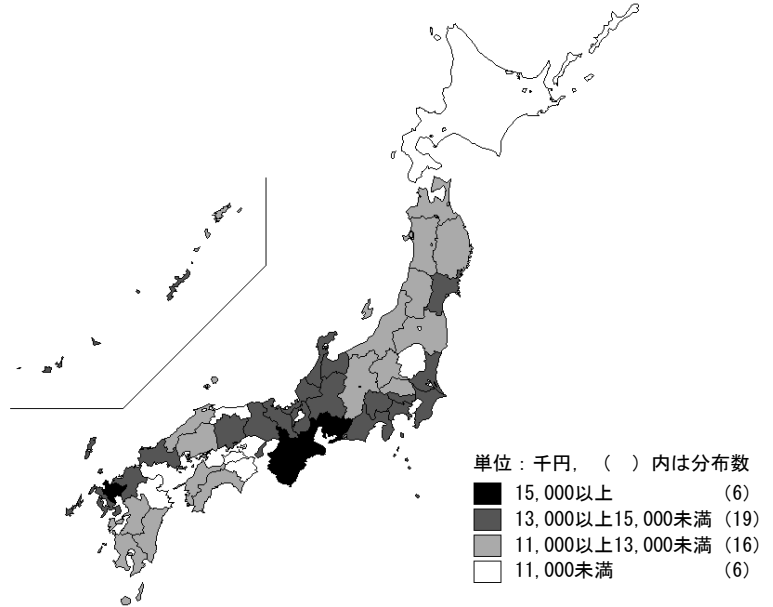 単位：千円，（　）内は分布数
15,000以上　(6)
13,000以上15,000未満 (19)
11,000以上13,000未満 (16)
11,000未満　(6)